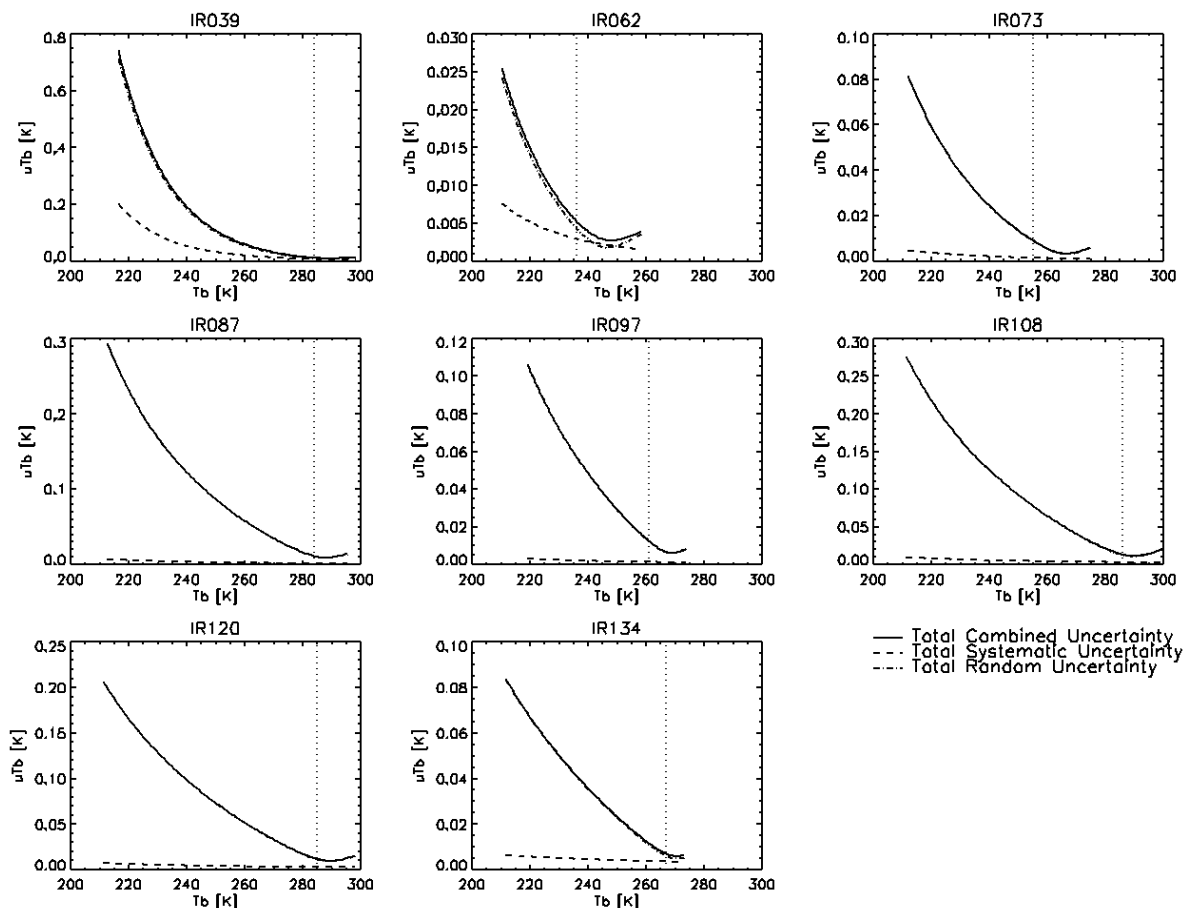 IR039
0.8
0.6
0.4
0.2
0.0
uTb [K]
200 220 240 260 280 300
Tb [K]
IR062
0.030
0.025
0.020
0.015
0.010
0.005
0.000
uTb [K]
200 220 240 260 280 300
Tb [K]
IR073
0.10
0.08
0.06
0.04
0.02
0.00
uTb [K]
200 220 240 260 280 300
Tb [K]
IR087
0.3
0.2
0.1
0.0
uTb [K]
200 220 240 260 280 300
Tb [K]
IR097
0.12
0.10
0.08
0.06
0.04
0.02
0.00
uTb [K]
200 220 240 260 280 300
Tb [K]
IR108
0.30
0.25
0.20
0.15
0.10
0.05
0.00
uTb [K]
200 220 240 260 280 300
Tb [K]
IR120
0.25
0.20
0.15
0.10
0.05
0.00
uTb [K]
200 220 240 260 280 300
Tb [K]
IR134
0.10
0.08
0.06
0.04
0.02
0.00
uTb [K]
200 220 240 260 280 300
Tb [K]
Total Combined Uncertainty
Total Systematic Uncertainty
Total Random Uncertainty